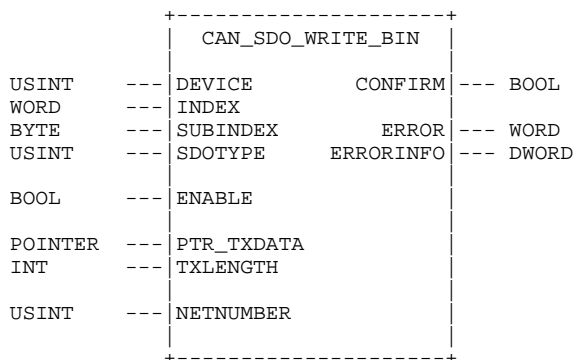 CAN_SDO_WRITE_BIN
USINT ---|DEVICE CONFIRM|--- BOOL
WORD ---|INDEX
BYTE ---|SUBINDEX ERROR|--- WORD
USINT ---|SDOTYPE ERRORINFO|--- DWORD
BOOL ---|ENABLE
POINTER ---|PTR_TXDATA
INT ---|TXLENGTH
USINT ---|NETNUMBER